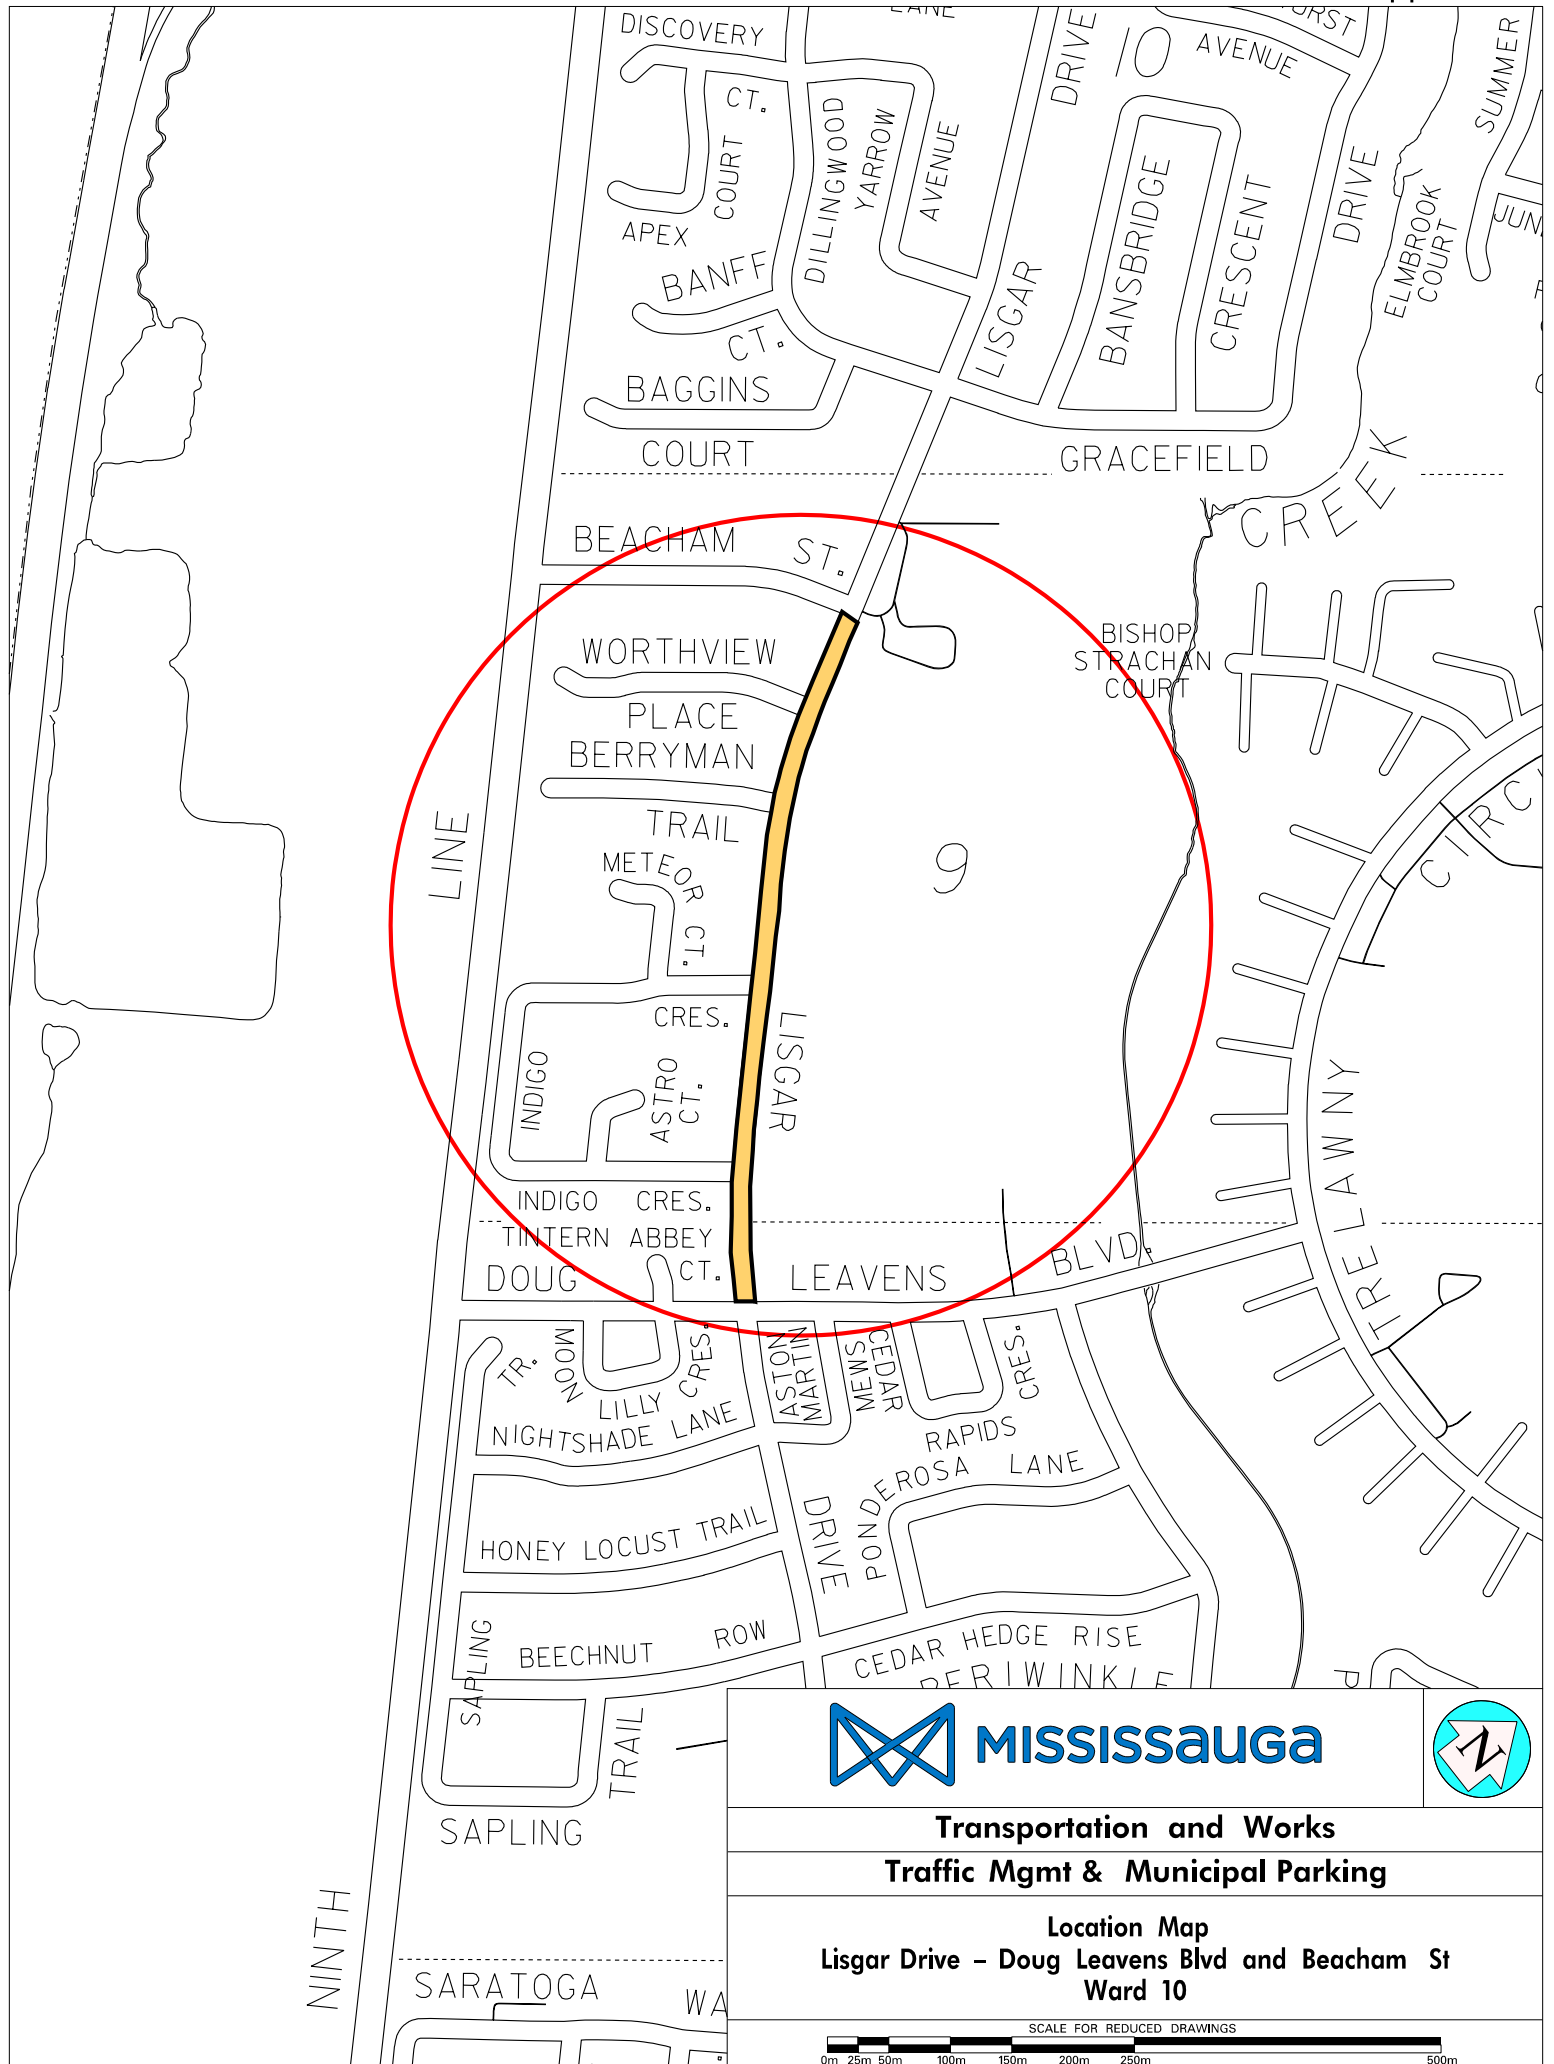 DISCOVERY
CT.
LANE
DRIVE
10
AVENUE
SUMMER
COURT
APEX
DILLINGWOOD
YARROW
AVENUE
BANFF
CT.
LISGAR
BANSBRIDGE
CRESCENT
DRIVE
ELMBROOK
COURT
BAGGINS
COURT
GRACEFIELD
CREEK
BEACHAM ST.
WORTHVIEW
PLACE
BERRYMAN
TRAIL
BISHOP
STRACHAN
COURT
LINE
METEOR CT.
9
CRES.
INDIGO
ASTRO
CT.
LISGAR
INDIGO CRES.
TINTERN ABBEY
CT.
DOUG LEAVENS BLVD.
TRELAWNY
TR.
MOON
LILLY
CRES.
ASTON
MARTIN
MEWS
CEDAR
RAPIDS
CRES.
NIGHTSHADE LANE
PONDEROSA LANE
DRIVE
HONEY LOCUST TRAIL
BEECHNUT ROW
SAPLING
CEDAR HEDGE RISE
PERIWINKLE
TRAIL
SAPLING
NINTH
SARATOGA
MISSISSauGa
N
Transportation and Works
Traffic Mgmt & Municipal Parking
Location Map
Lisgar Drive – Doug Leavens Blvd and Beacham St
Ward 10
SCALE FOR REDUCED DRAWINGS
0m 25m 50m 100m 150m 200m 250m 500m